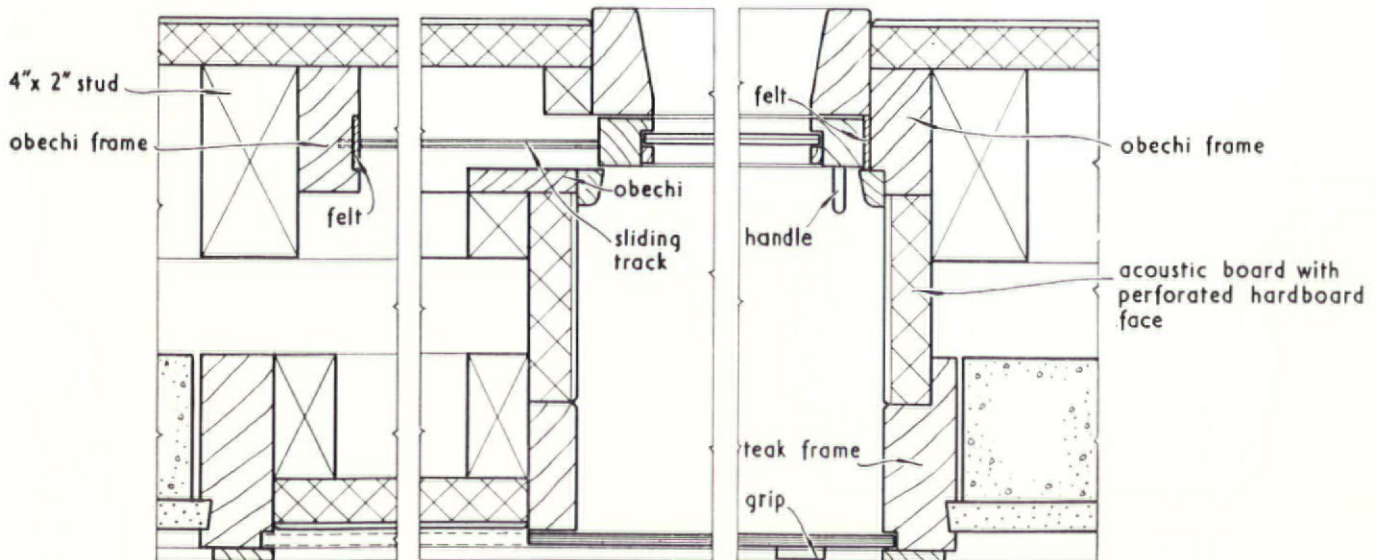 4"x 2" stud
obechi frame
felt
obechi
sliding
track
felt
handle
obechi frame
acoustic board with
perforated hardboard
face
teak frame
grip